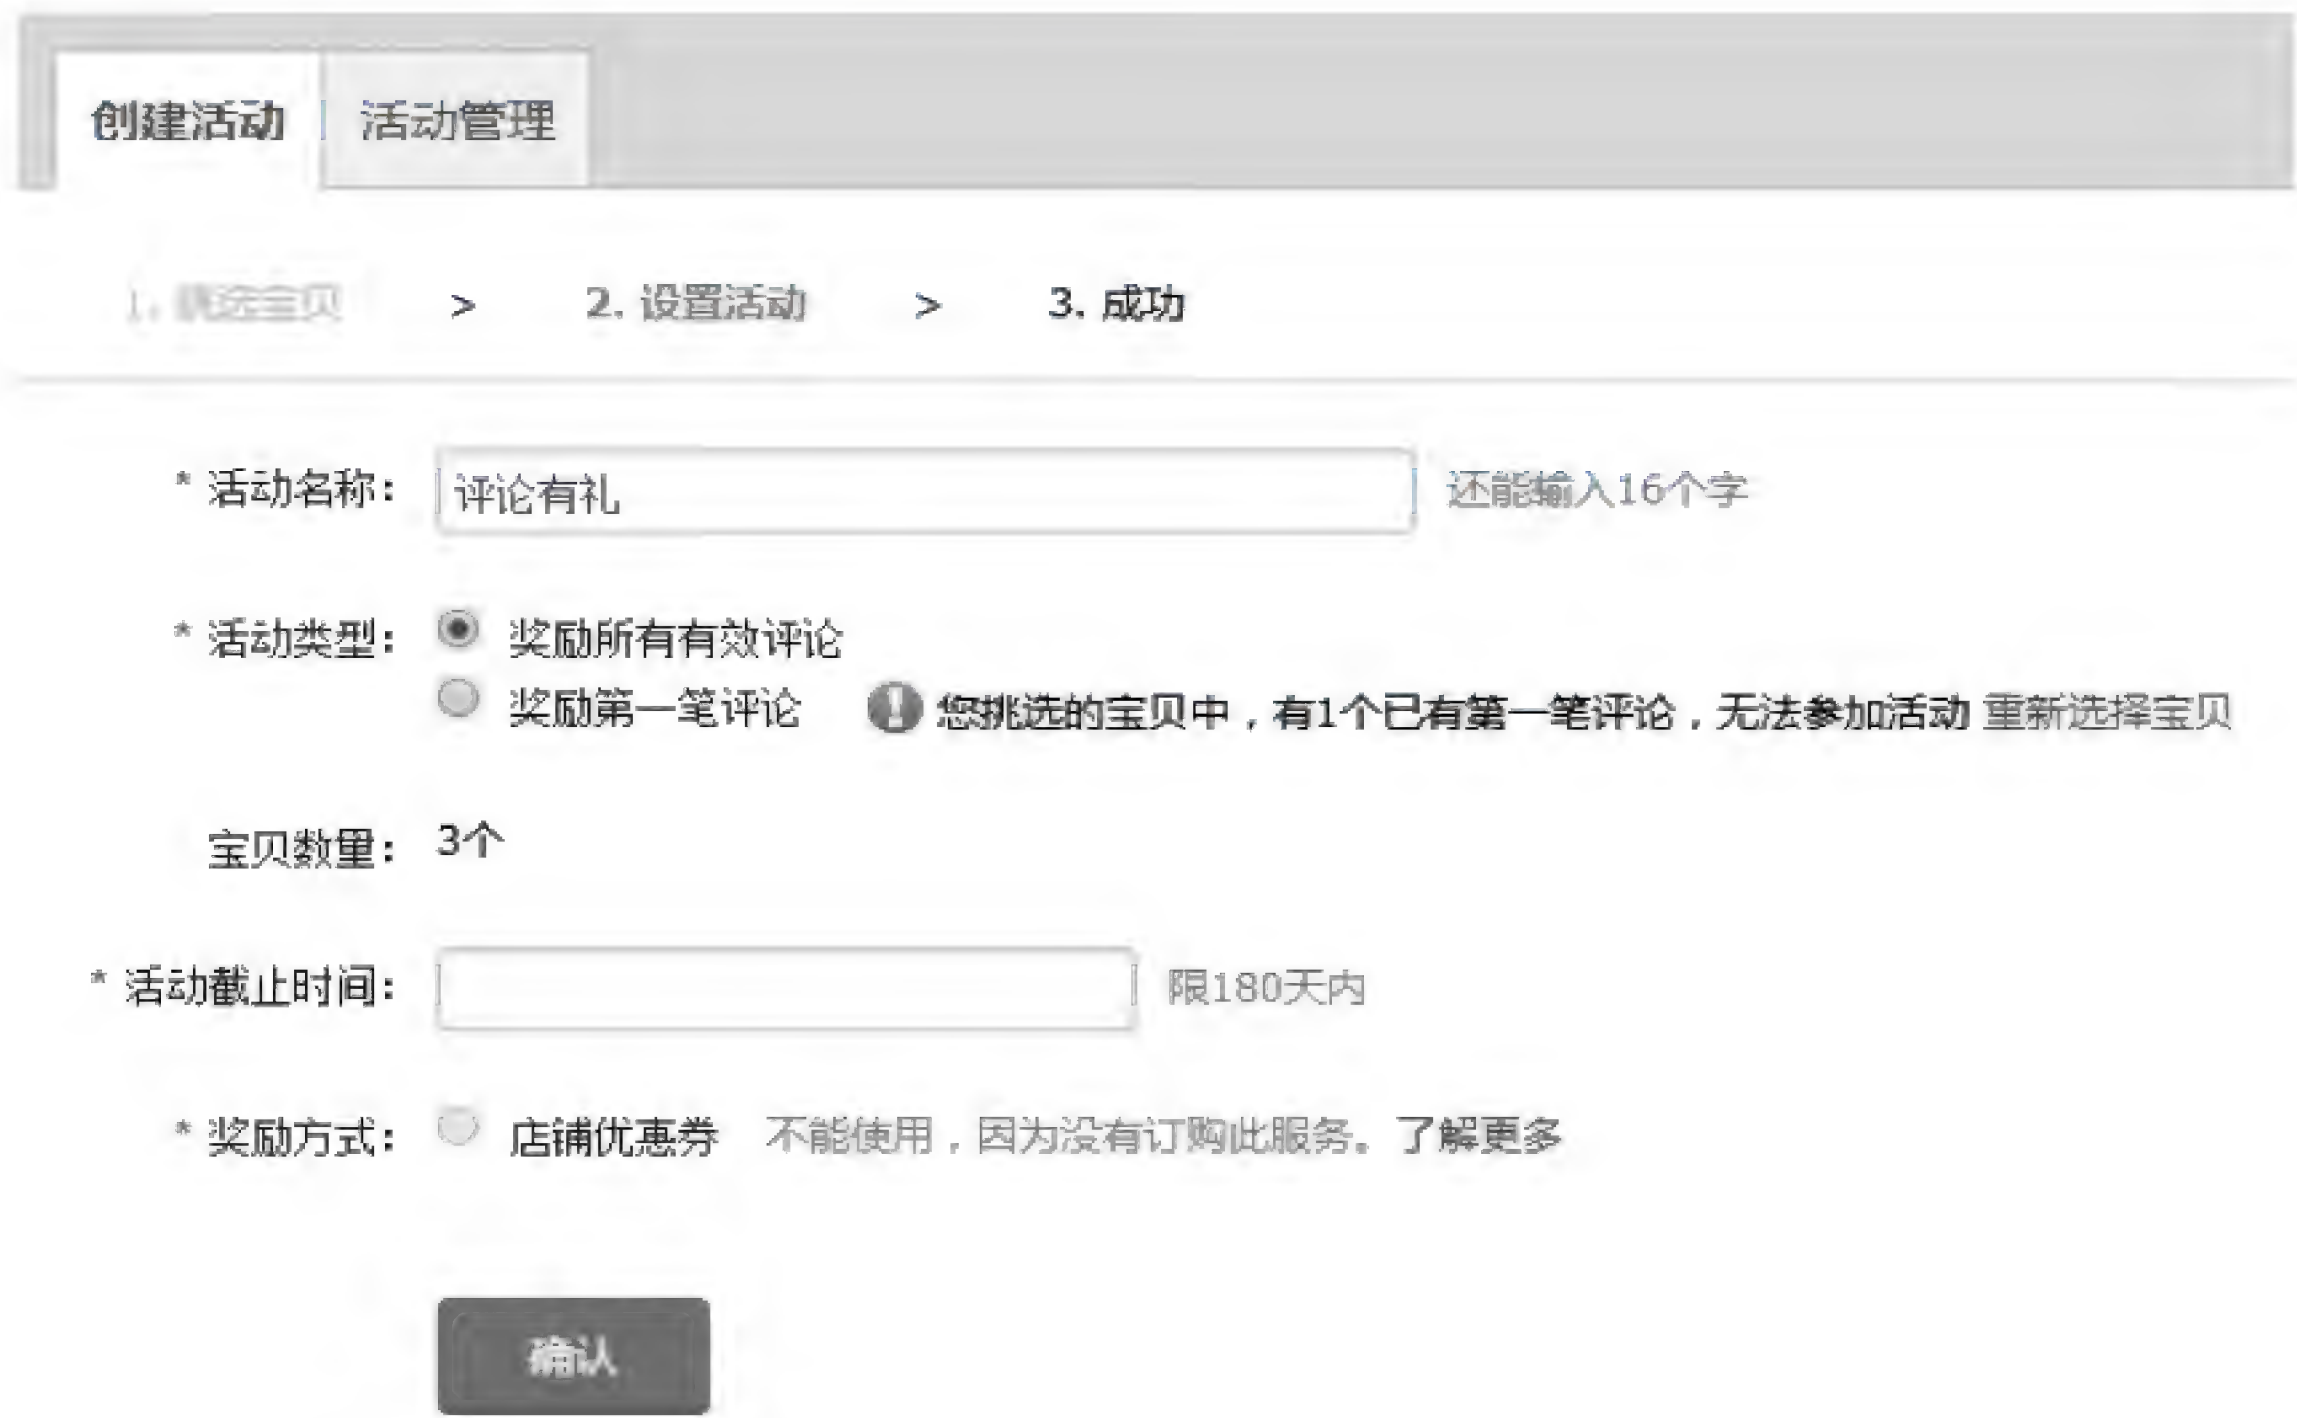 创建活动 活动管理
1. 挑选宝贝 > 2. 设置活动 > 3. 成功
* 活动名称： 评论有礼 还能输入16个字
* 活动类型： 奖励所有有效评论
奖励第一笔评论 您挑选的宝贝中，有1个已有第一笔评论，无法参加活动 重新选择宝贝
宝贝数量： 3个
* 活动截止时间： 限180天内
* 奖励方式： 店铺优惠券 不能使用，因为没有订购此服务。了解更多
确认